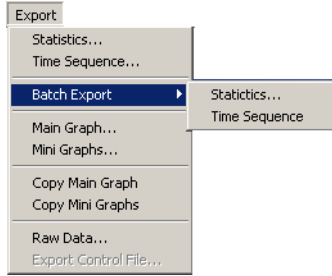 Export
Statistics...
Time Sequence...
Batch Export
Statictics...
Time Sequence
Main Graph...
Mini Graphs...
Copy Main Graph
Copy Mini Graphs
Raw Data...
Export Control File...